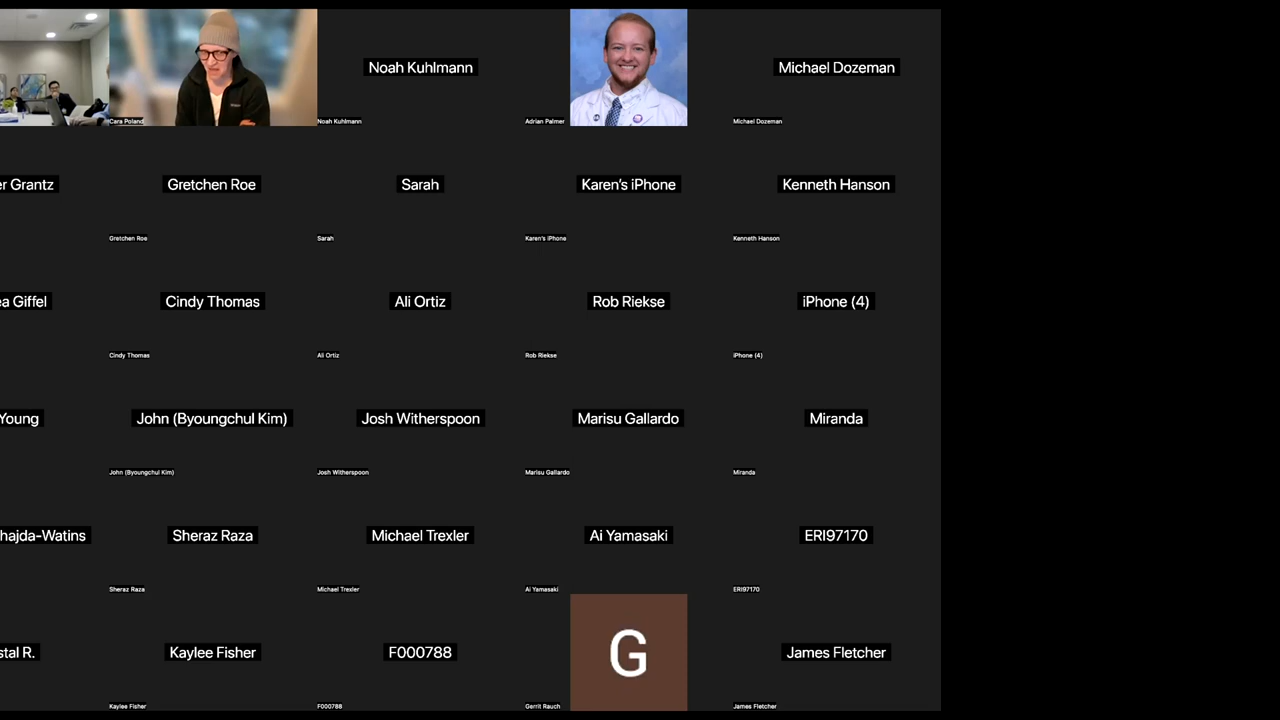 Cara Poland
Noah Kuhlmann
Noah Kuhlmann
Adrian Palmer
Michael Dozeman
Michael Dozeman
er Grantz
Gretchen Roe
Gretchen Roe
Sarah
Sarah
Karen's iPhone
Karen's iPhone
Kenneth Hanson
Kenneth Hanson
ea Giffel
Cindy Thomas
Cindy Thomas
Ali Ortiz
Ali Ortiz
Rob Riekse
Rob Riekse
iPhone (4)
iPhone (4)
Young
John (Byoungchul Kim)
John (Byoungchul Kim)
Josh Witherspoon
Josh Witherspoon
Marisu Gallardo
Marisu Gallardo
Miranda
Miranda
hajda-Watins
Sheraz Raza
Sheraz Raza
Michael Trexler
Michael Trexler
Ai Yamasaki
Ai Yamasaki
ERI97170
ERI97170
stal R.
Kaylee Fisher
Kaylee Fisher
F000788
F000788
G
Gerrit Rauch
James Fletcher
James Fletcher